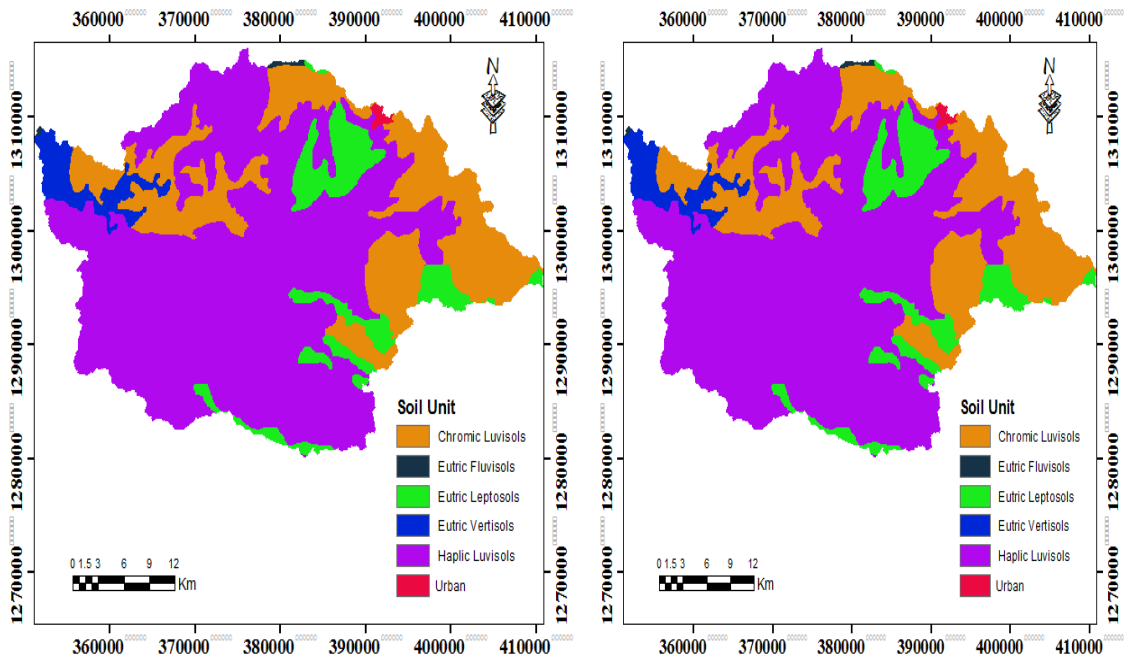 360000 370000 380000 390000 400000 410000
360000 370000 380000 390000 400000 410000
N
N
1310000
1310000
1310000
1310000
1300000
1300000
1300000
1300000
1290000
1290000
1290000
1290000
1280000
1280000
1280000
1280000
1270000
1270000
1270000
1270000
Soil Unit
Chromic Luvisols
Eutric Fluvisols
Eutric Leptosols
Eutric Vertisols
Haplic Luvisols
Urban
0 1.5 3 6 9 12
Km
Soil Unit
Chromic Luvisols
Eutric Fluvisols
Eutric Leptosols
Eutric Vertisols
Haplic Luvisols
Urban
0 1.5 3 6 9 12
Km
360000 370000 380000 390000 400000 410000
360000 370000 380000 390000 400000 410000